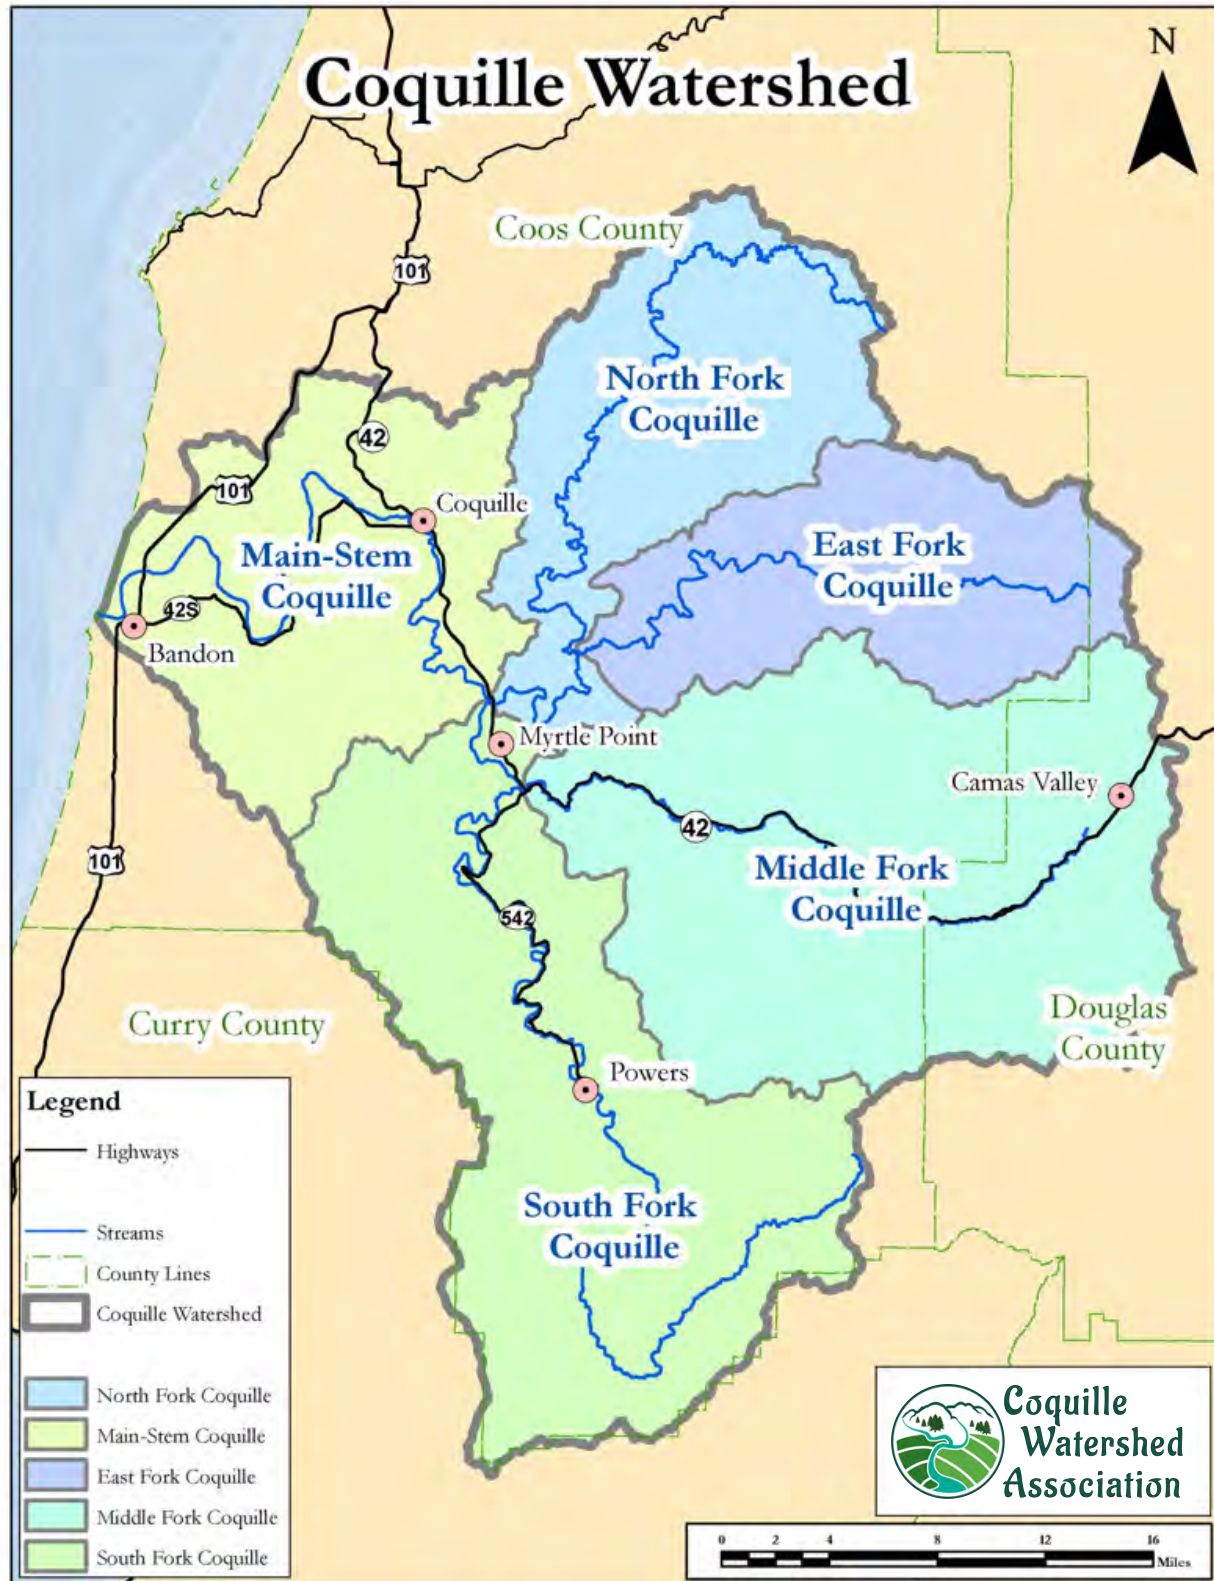 Coquille Watershed
N
Coos County
101
North Fork
Coquille
42
101
Coquille
Main-Stem
Coquille
East Fork
Coquille
42S
Bandon
Myrtle Point
Camas Valley
42
101
Middle Fork
Coquille
542
Curry County
Douglas
County
Powers
South Fork
Coquille
Legend
Highways
Streams
County Lines
Coquille Watershed
North Fork Coquille
Main-Stem Coquille
East Fork Coquille
Middle Fork Coquille
South Fork Coquille
Coquille
Watershed
Association
0 2 4 8 12 16
Miles